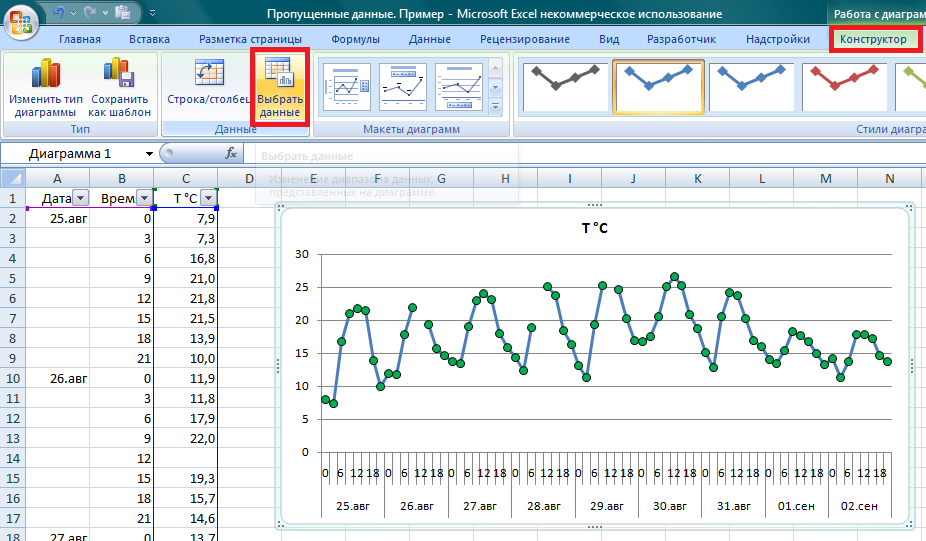 Пропущенные данные. Пример - Microsoft Excel некоммерческое использование
Работа с диаграм
Главная Вставка Разметка страницы Формулы Данные Рецензирование Вид Разработчик Надстройки Конструктор
Изменить тип диаграммы
Сохранить как шаблон
Строка/столбец
Выбрать данные
Тип Данные Макеты диаграмм Стили диагра
Диаграмма 1 fx
Выбрать данные
Изменение диапазона данных,
представленных на диаграмме.
A B C D E F G H I J K L M N
1 Дата Врем T °C
2 25.авг 0 7,9
3 3 7,3
4 6 16,8
5 9 21,0
6 12 21,8
7 15 21,5
8 18 13,9
9 21 10,0
10 26.авг 0 11,9
11 3 11,8
12 6 17,9
13 9 22,0
14 12
15 15 19,3
16 18 15,7
17 21 14,6
18 27.авг 0 13,7
T °C
30
25
20
15
10
5
0
0 6 12 18 0 6 12 18 0 6 12 18 0 6 12 18 0 6 12 18 0 6 12 18 0 6 12 18 0 6 12 18 0 6 12 18
25.авг 26.авг 27.авг 28.авг 29.авг 30.авг 31.авг 01.сен 02.сен